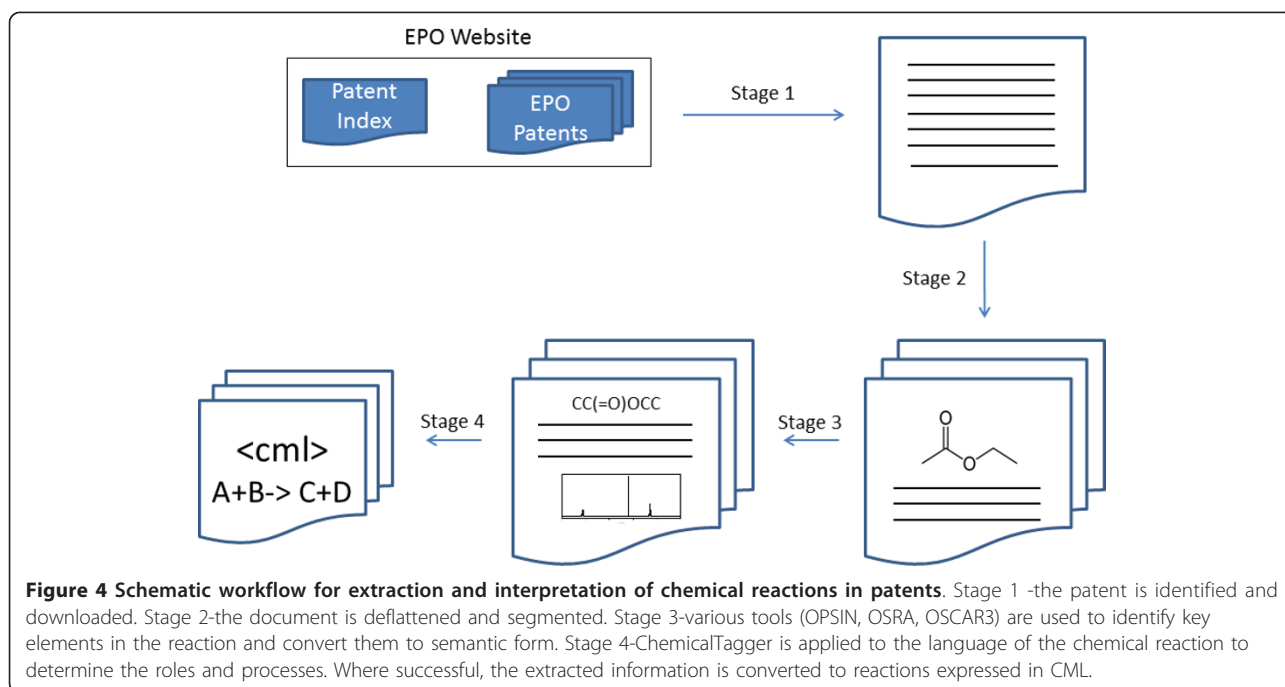 EPO Website
Patent
Index
EPO
Patents
Stage 1
Stage 2
O
O
Stage 3
CC(=O)OCC
Stage 4
<cml>
A+B-> C+D
Figure 4 Schematic workflow for extraction and interpretation of chemical reactions in patents. Stage 1 -the patent is identified and
downloaded. Stage 2-the document is deflattened and segmented. Stage 3-various tools (OPSIN, OSRA, OSCAR3) are used to identify key
elements in the reaction and convert them to semantic form. Stage 4-ChemicalTagger is applied to the language of the chemical reaction to
determine the roles and processes. Where successful, the extracted information is converted to reactions expressed in CML.